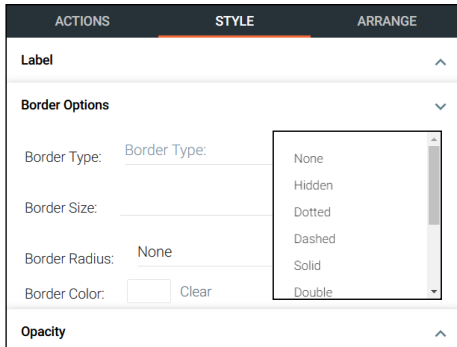 ACTIONS STYLE ARRANGE
Label
Border Options
Border Type: Border Type:
None
Hidden
Dotted
Dashed
Solid
Double
Border Size:
Border Radius: None
Border Color: Clear
Opacity